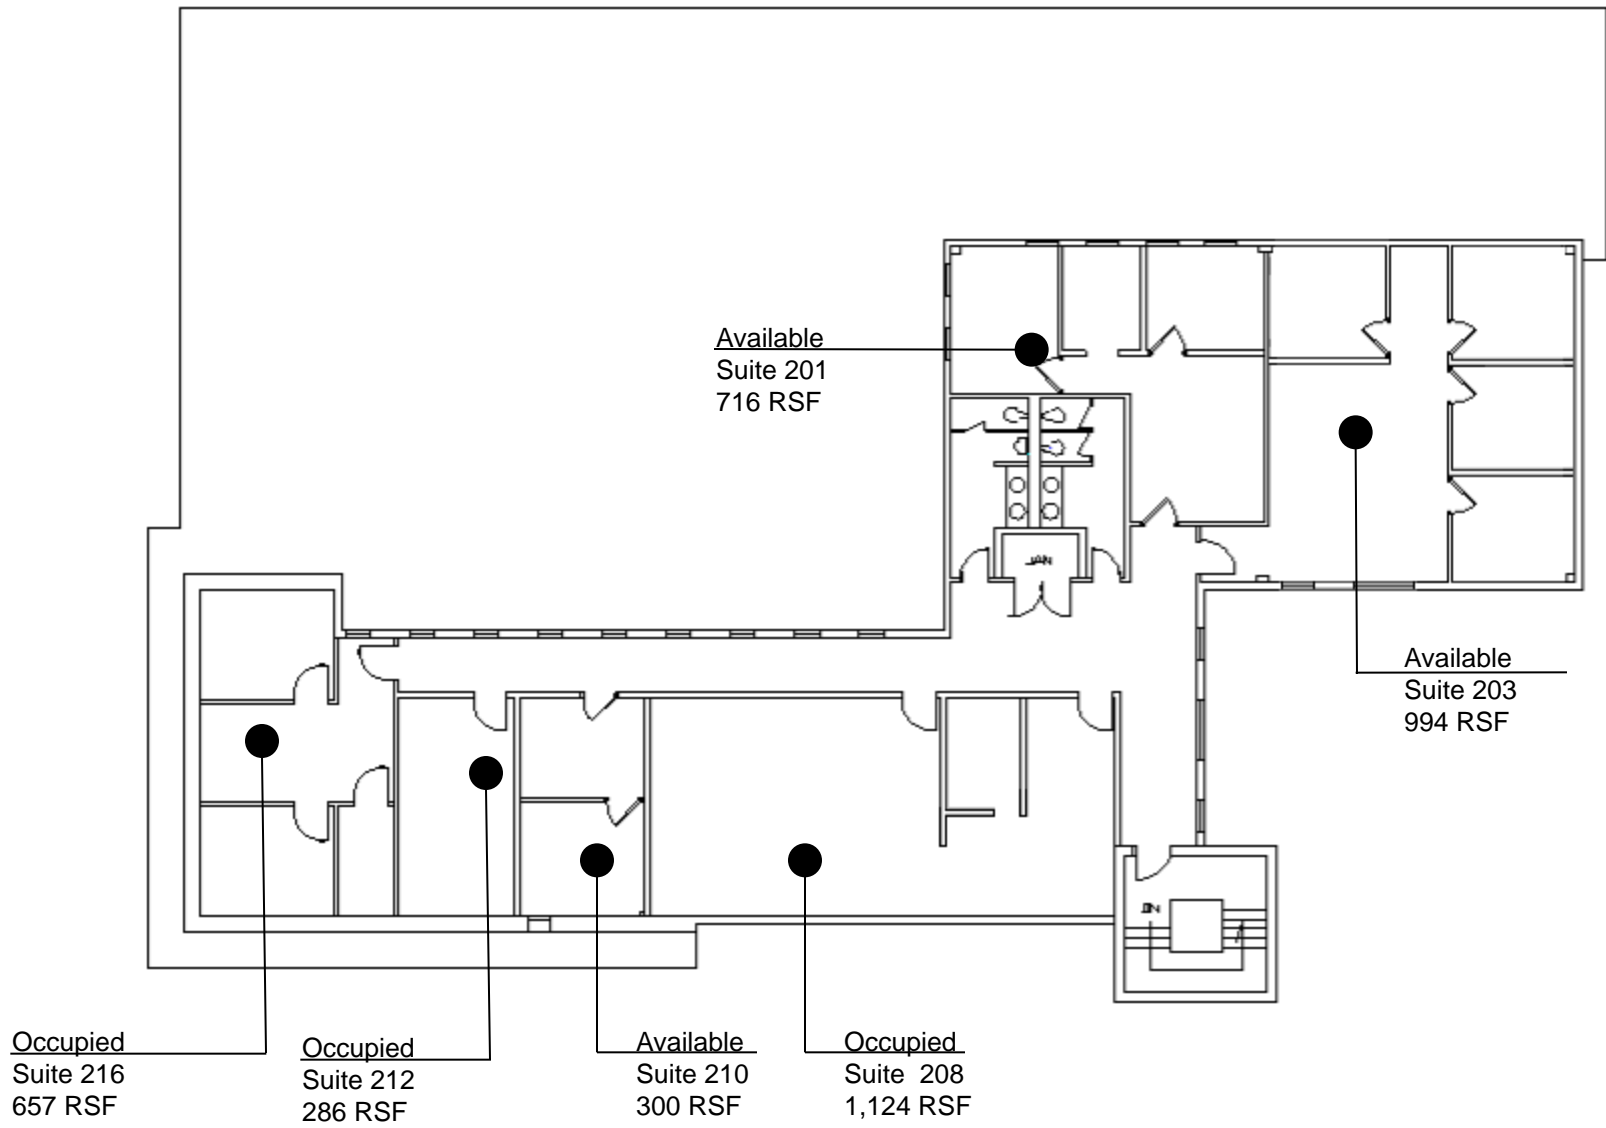 Available
Suite 201
716 RSF
JAN
Available
Suite 203
994 RSF
Occupied
Suite 216
657 RSF
Occupied
Suite 212
286 RSF
Available
Suite 210
300 RSF
Occupied
Suite 208
1,124 RSF